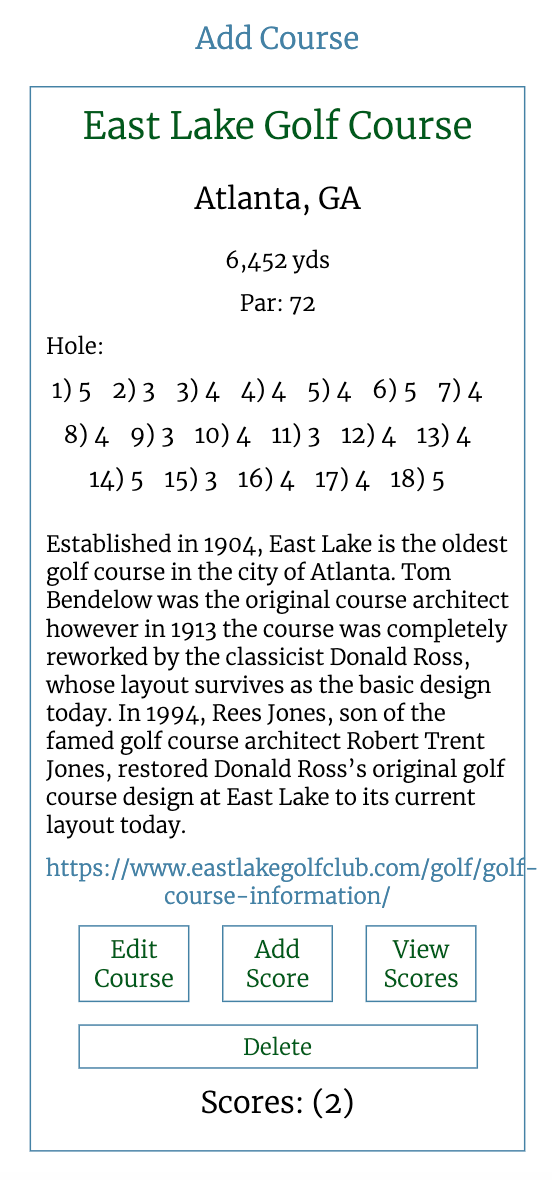 Add Course
East Lake Golf Course
Atlanta, GA
6,452 yds
Par: 72
Hole:
1) 5 2) 3 3) 4 4) 4 5) 4 6) 5 7) 4
8) 4 9) 3 10) 4 11) 3 12) 4 13) 4
14) 5 15) 3 16) 4 17) 4 18) 5
Established in 1904, East Lake is the oldest
golf course in the city of Atlanta. Tom
Bendelow was the original course architect
however in 1913 the course was completely
reworked by the classicist Donald Ross,
whose layout survives as the basic design
today. In 1994, Rees Jones, son of the
famed golf course architect Robert Trent
Jones, restored Donald Ross’s original golf
course design at East Lake to its current
layout today.
https://www.eastlakegolfclub.com/golf/golf-
course-information/
Edit Course
Add Score
View Scores
Delete
Scores: (2)